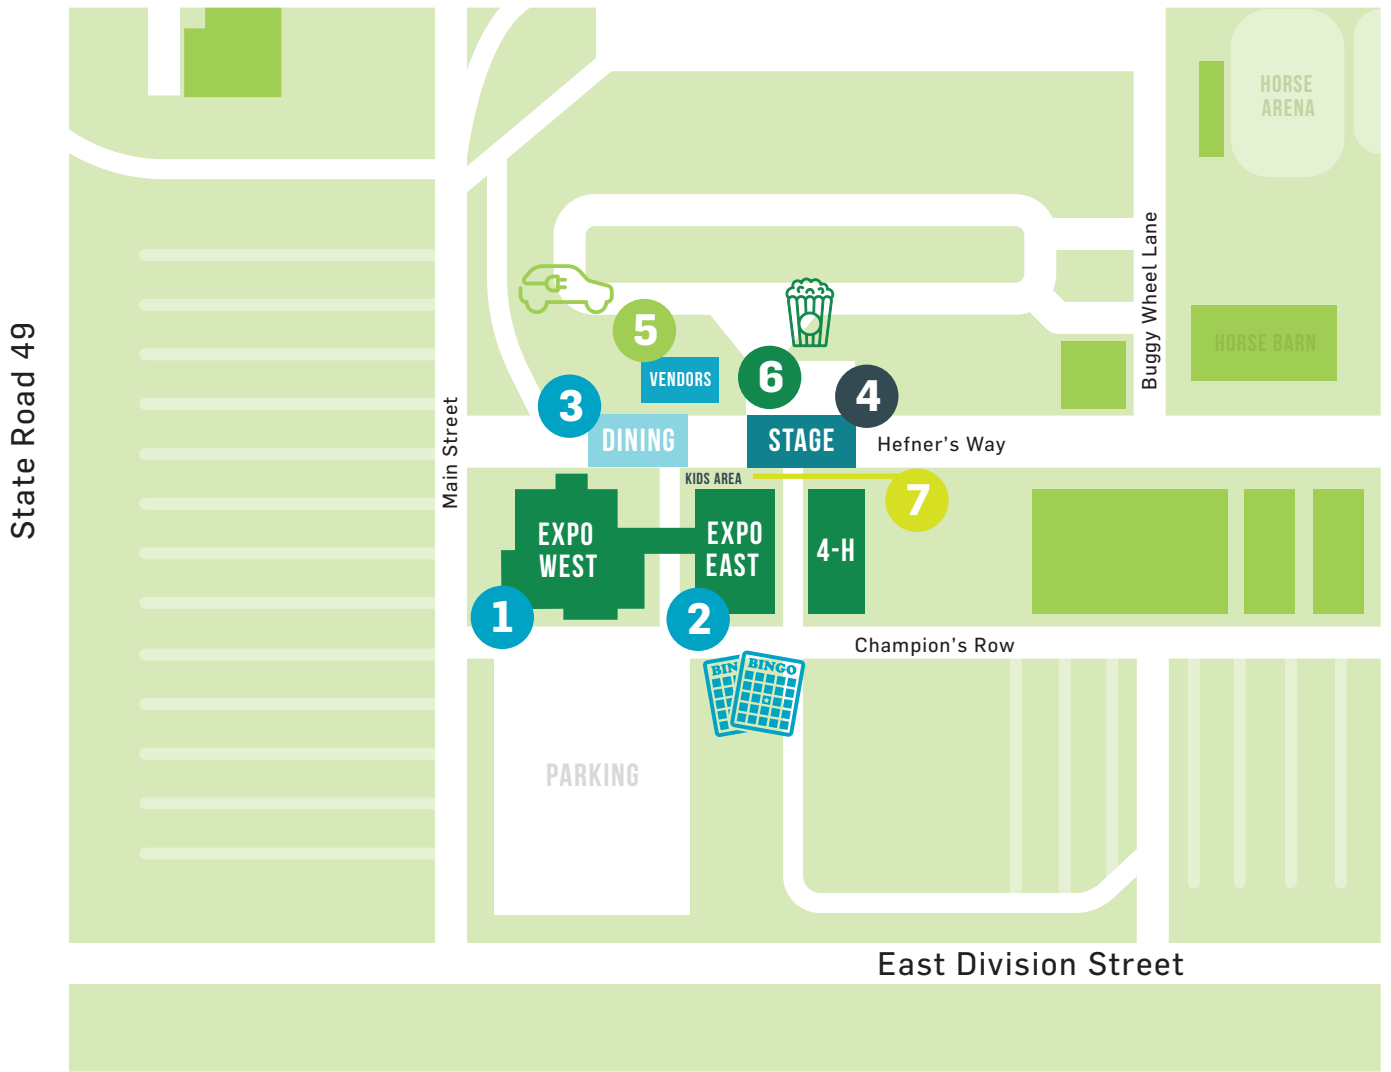 HORSE
ARENA
State Road 49
Main Street
Buggy Wheel Lane
HORSE BARN
5
VENDORS
6
4
3
DINING
STAGE
Hefner's Way
KIDS AREA
7
EXPO
WEST
EXPO
EAST
4-H
1
2
Champion's Row
BIN
BINGO
PARKING
East Division Street